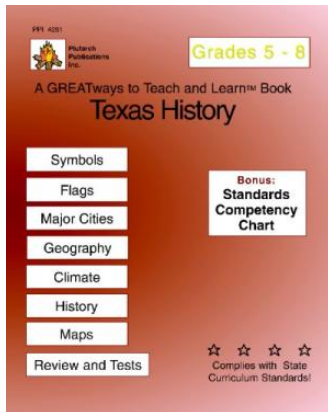 PPI 4251
Plutarch
Publications
Inc.
Grades 5 - 8
A GREATways to Teach and Learn™ Book
Texas History
Symbols
Flags
Major Cities
Geography
Climate
History
Maps
Review and Tests
Bonus:
Standards
Competency
Chart
Complies with State
Curriculum Standards!